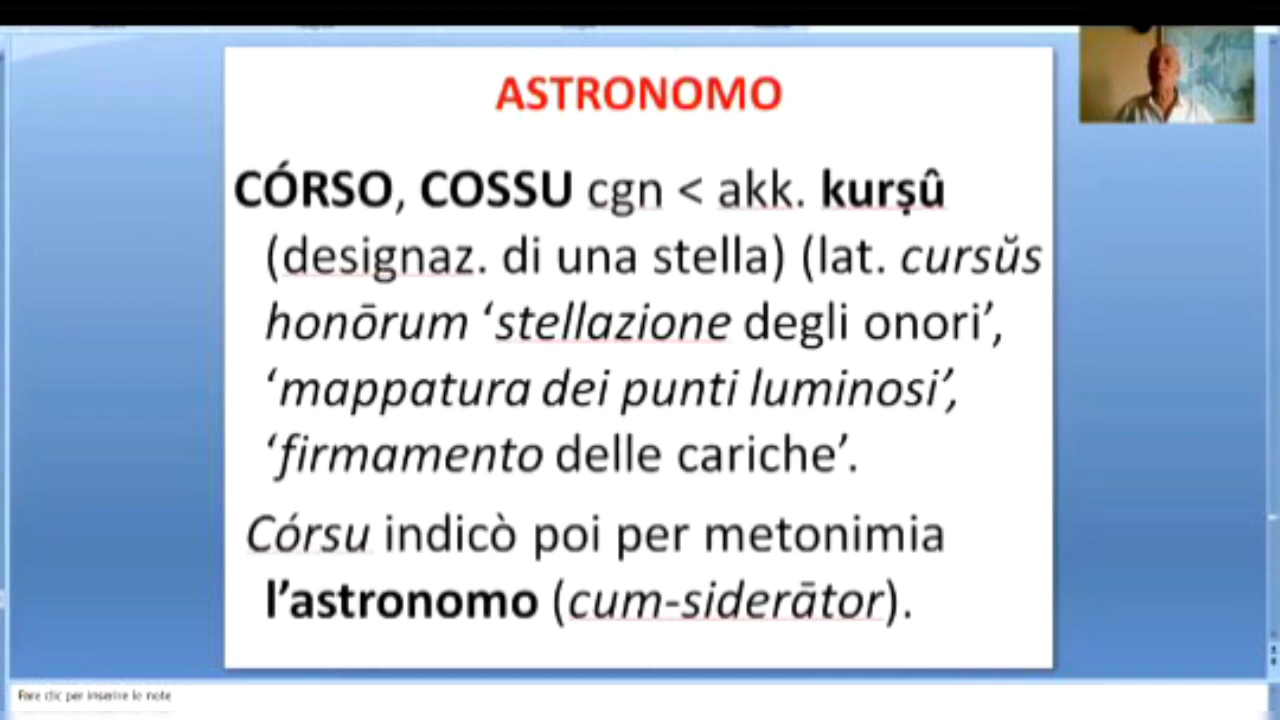 ASTRONOMO
CÓRSO, COSSU cgn < akk. kurṣû
(designaz. di una stella) (lat. cursŭs
honōrum ‘stellazione degli onori’,
‘mappatura dei punti luminosi’,
‘firmamento delle cariche’.
Córsu indicò poi per metonimia
l’astronomo (cum-siderātor).
Fare clic per inserire le note